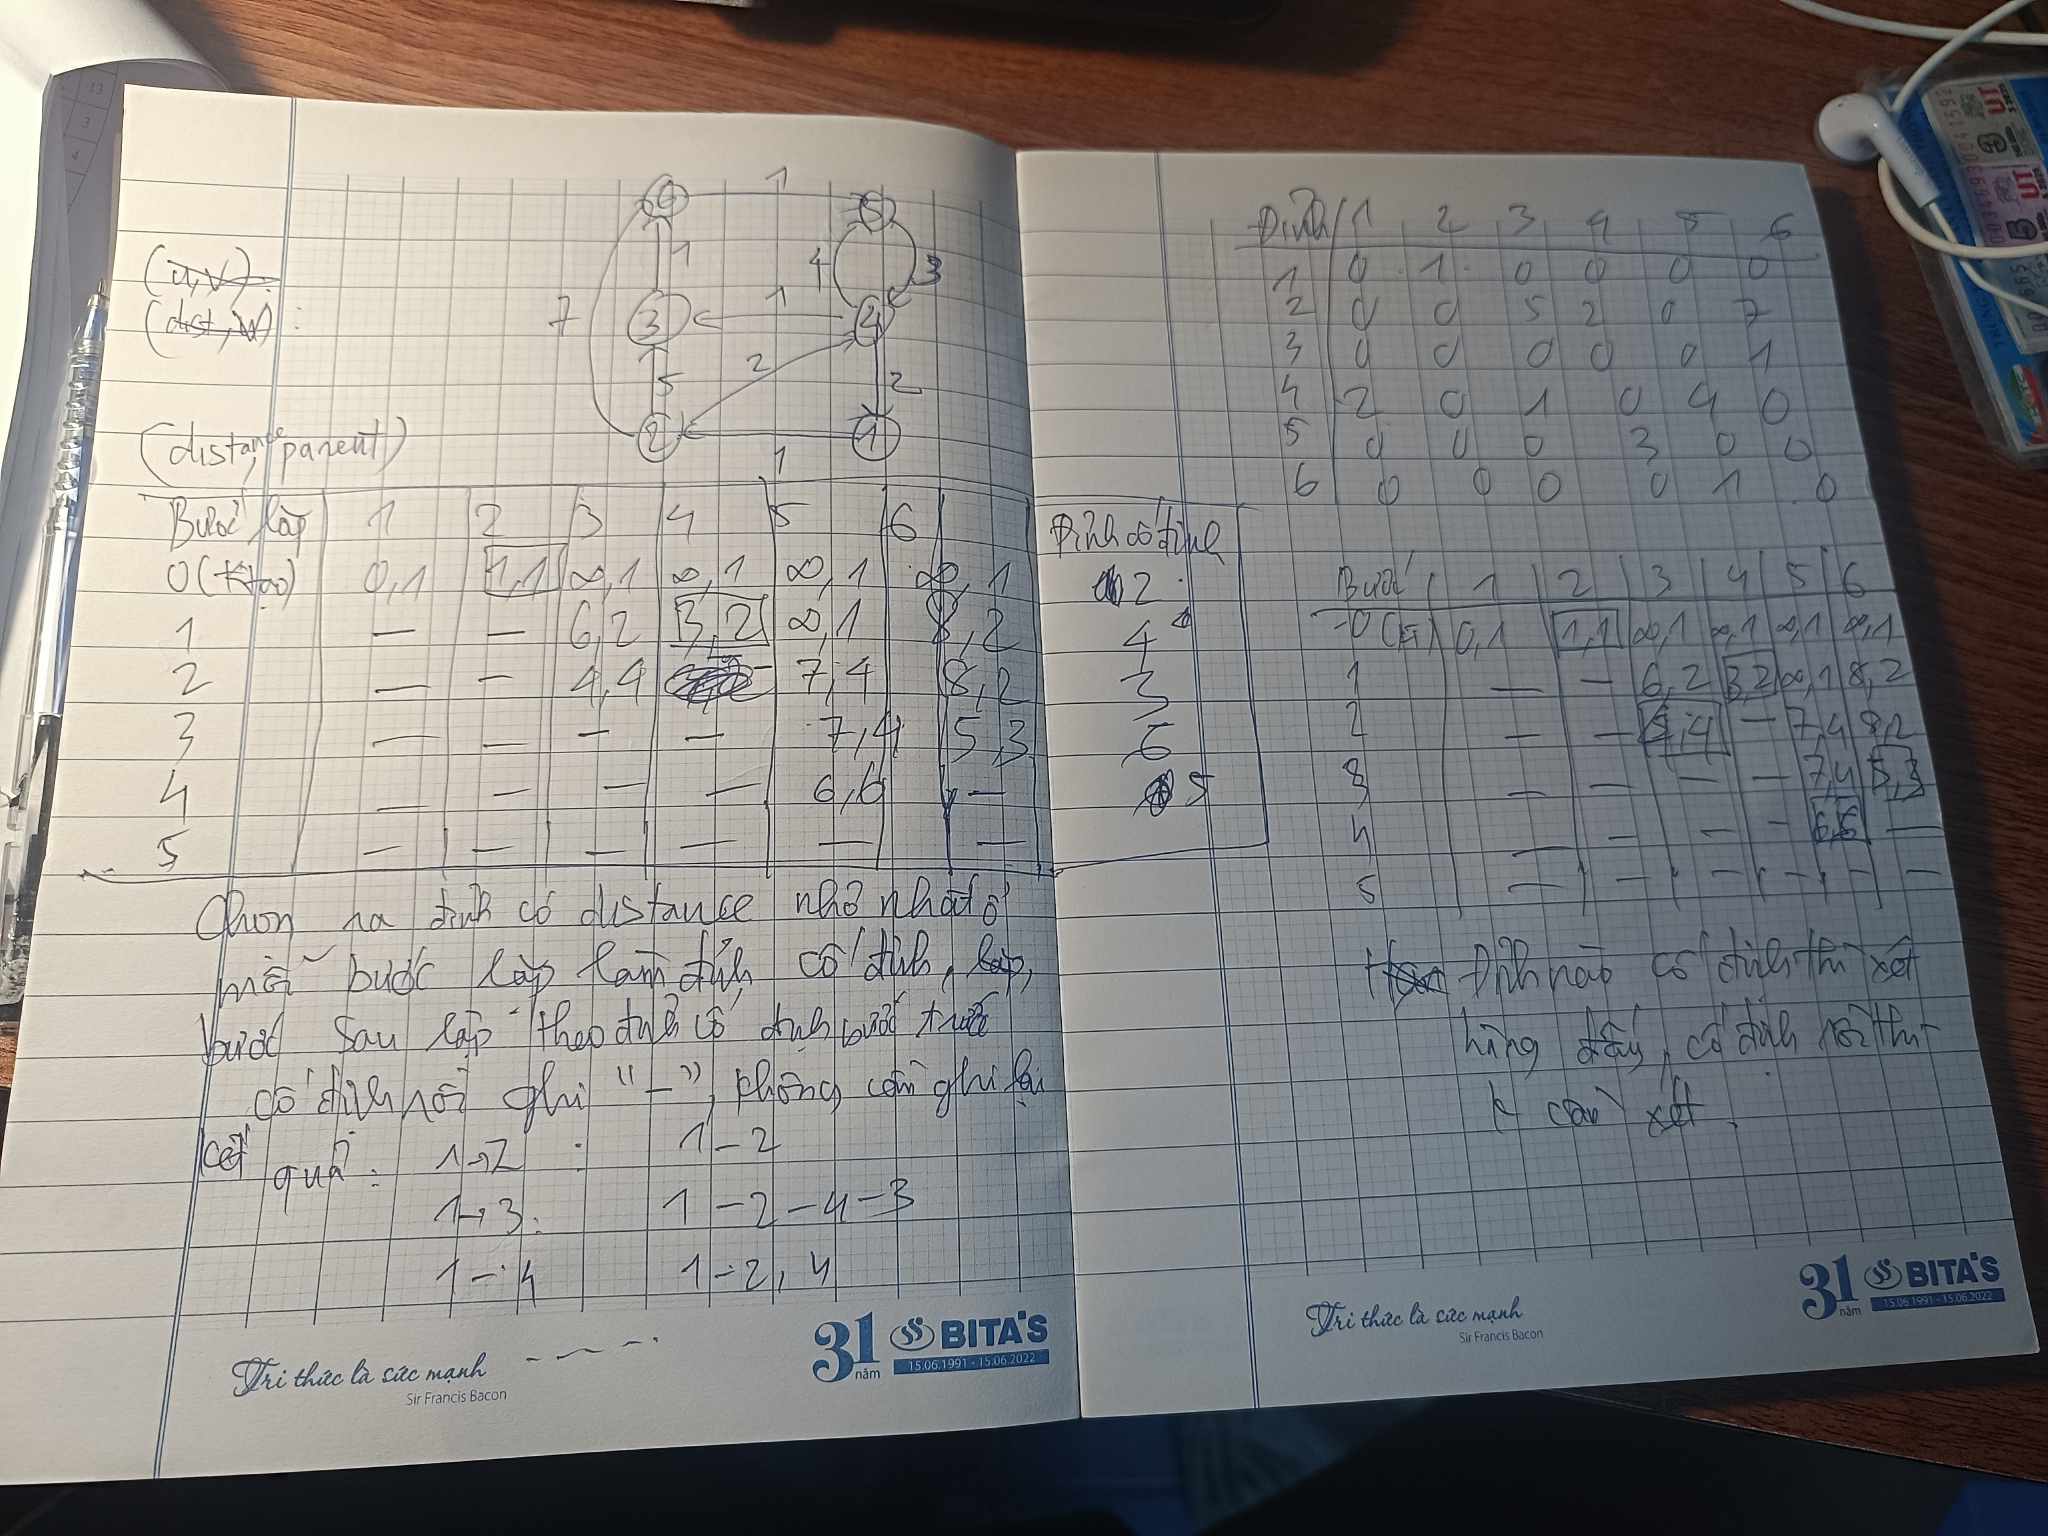 6 1 5
(u,v):
(dist, u):
1 4 3
7 3 1 4
5 2 2
2 1 1
(distance, parent)
Bước lặp 1 2 3 4 5 6 Đỉnh cố định
0 (Ktạo) 0,1 1,1 ∞,1 ∞,1 ∞,1 ∞,1 2
1 — — 6,2 3,2 ∞,1 8,2 4
2 — — 4,4 — 7,4 8,2 3
3 — — — — 7,4 5,3 6
4 — — — — 6,6 — 5
5 — — — — — —
Chọn ra đỉnh có distance nhỏ nhất ở
mỗi bước lặp làm đỉnh cố định, lặp,
bước sau lặp theo đỉnh cố định bước trước
cố định rồi ghi "—", không cần ghi lại
Kết quả: 1→2 : 1-2
1→3: 1-2-4-3
1-4 1-2,4
Tri thức là sức mạnh
Sir Francis Bacon
31 năm BITA'S
15.06.1991 - 15.06.2022
Đỉnh 1 2 3 4 5 6
1 0 1 0 0 0 0
2 0 0 5 2 0 7
3 0 0 0 0 0 1
4 2 0 1 0 4 0
5 0 0 0 3 0 0
6 0 0 0 0 1 0
Bước 1 2 3 4 5 6
0 0,1 1,1 ∞,1 ∞,1 ∞,1 ∞,1
1 — — 6,2 3,2 ∞,1 8,2
2 — — 4,4 — 7,4 8,2
3 — — — — 7,4 5,3
4 — — — — 6,6 —
5 — — — — — —
Đỉnh nào cố định thì xét
hàng đấy, cố định rồi thì
k cần xét.
Tri thức là sức mạnh
Sir Francis Bacon
31 năm BITA'S
15.06.1991 - 15.06.2022
UT
UT